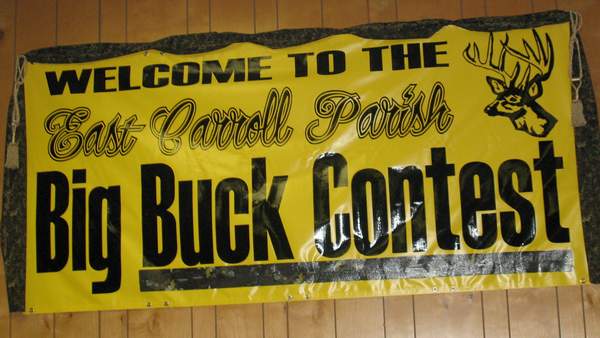 WELCOME TO THE
East Carroll Parish
Big Buck Contest